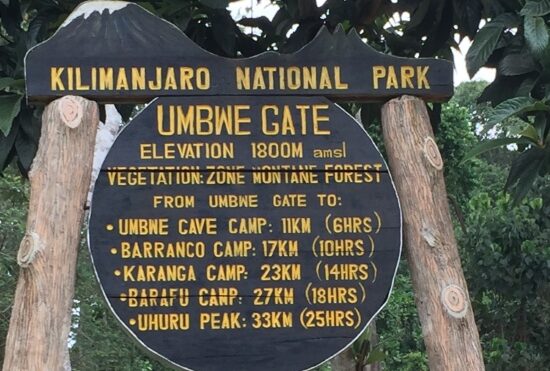 KILIMANJARO NATIONAL PARK
UMBWE GATE
ELEVATION 1800M amsl
VEGETATION: ZONE MONTANE FOREST
FROM UMBWE GATE TO:
• UMBWE CAVE CAMP: 11KM (6HRS)
• BARRANCO CAMP: 17KM (10HRS)
• KARANGA CAMP: 23KM (14HRS)
• BARAFU CAMP: 27KM (18HRS)
• UHURU PEAK: 33KM (25HRS)